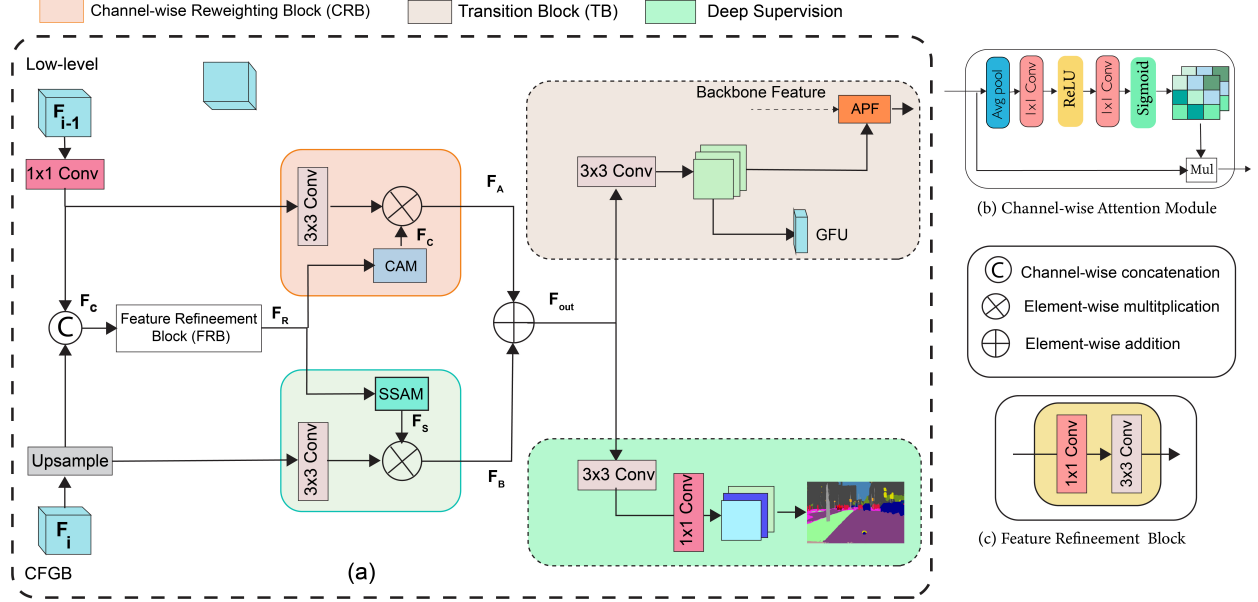 Channel-wise Reweighting Block (CRB)
Transition Block (TB)
Deep Supervision
Low-level
F i-1
1x1 Conv
3x3 Conv
F C
CAM
F A
F C
C
Feature Refinement
Block (FRB)
F R
F out
SSAM
F S
3x3 Conv
F B
Upsample
F i
CFGB
(a)
Backbone Feature
APF
3x3 Conv
GFU
3x3 Conv
1x1 Conv
Avg pool
1x1 Conv
ReLU
1x1 Conv
Sigmoid
Mul
(b) Channel-wise Attention Module
C
Channel-wise concatenation
Element-wise multitplication
Element-wise addition
1x1 Conv
3x3 Conv
(c) Feature Refinement Block